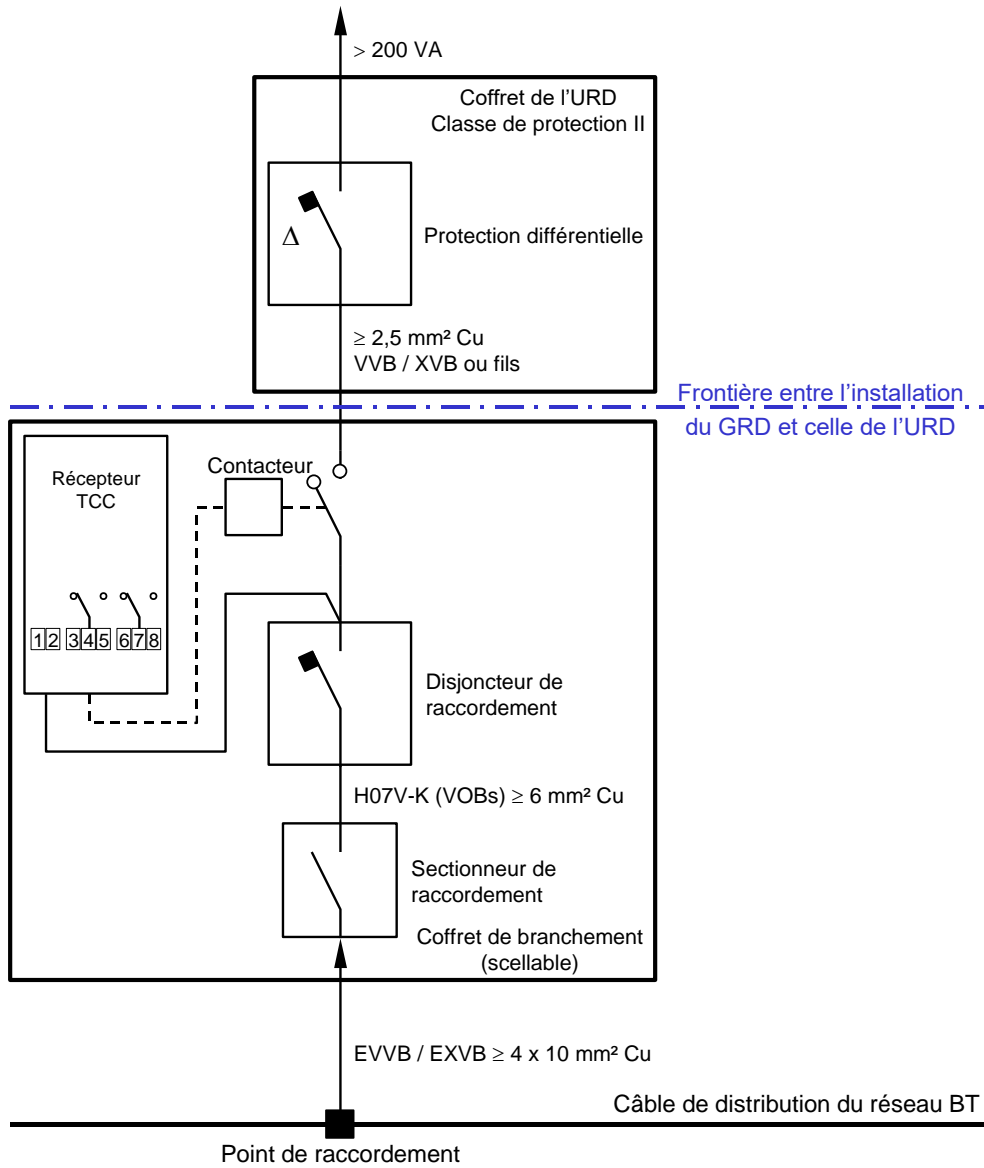 > 200 VA
Coffret de l'URD
Classe de protection II
Δ
Protection différentielle
≥ 2,5 mm² Cu
VVB / XVB ou fils
Frontière entre l'installation
du GRD et celle de l'URD
Récepteur
TCC
Contacteur
1 2 3 4 5 6 7 8
Disjoncteur de
raccordement
H07V-K (VOBs) ≥ 6 mm² Cu
Sectionneur de
raccordement
Coffret de branchement
(scellable)
EVVB / EXVB ≥ 4 x 10 mm² Cu
Câble de distribution du réseau BT
Point de raccordement